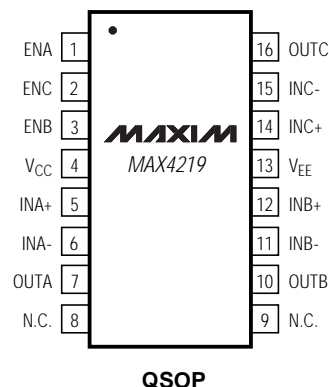 ENA 1 16 OUTC
ENC 2 15 INC-
ENB 3 14 INC+
MAXIM
VCC 4 MAX4219 13 VEE
INA+ 5 12 INB+
INA- 6 11 INB-
OUTA 7 10 OUTB
N.C. 8 9 N.C.
QSOP